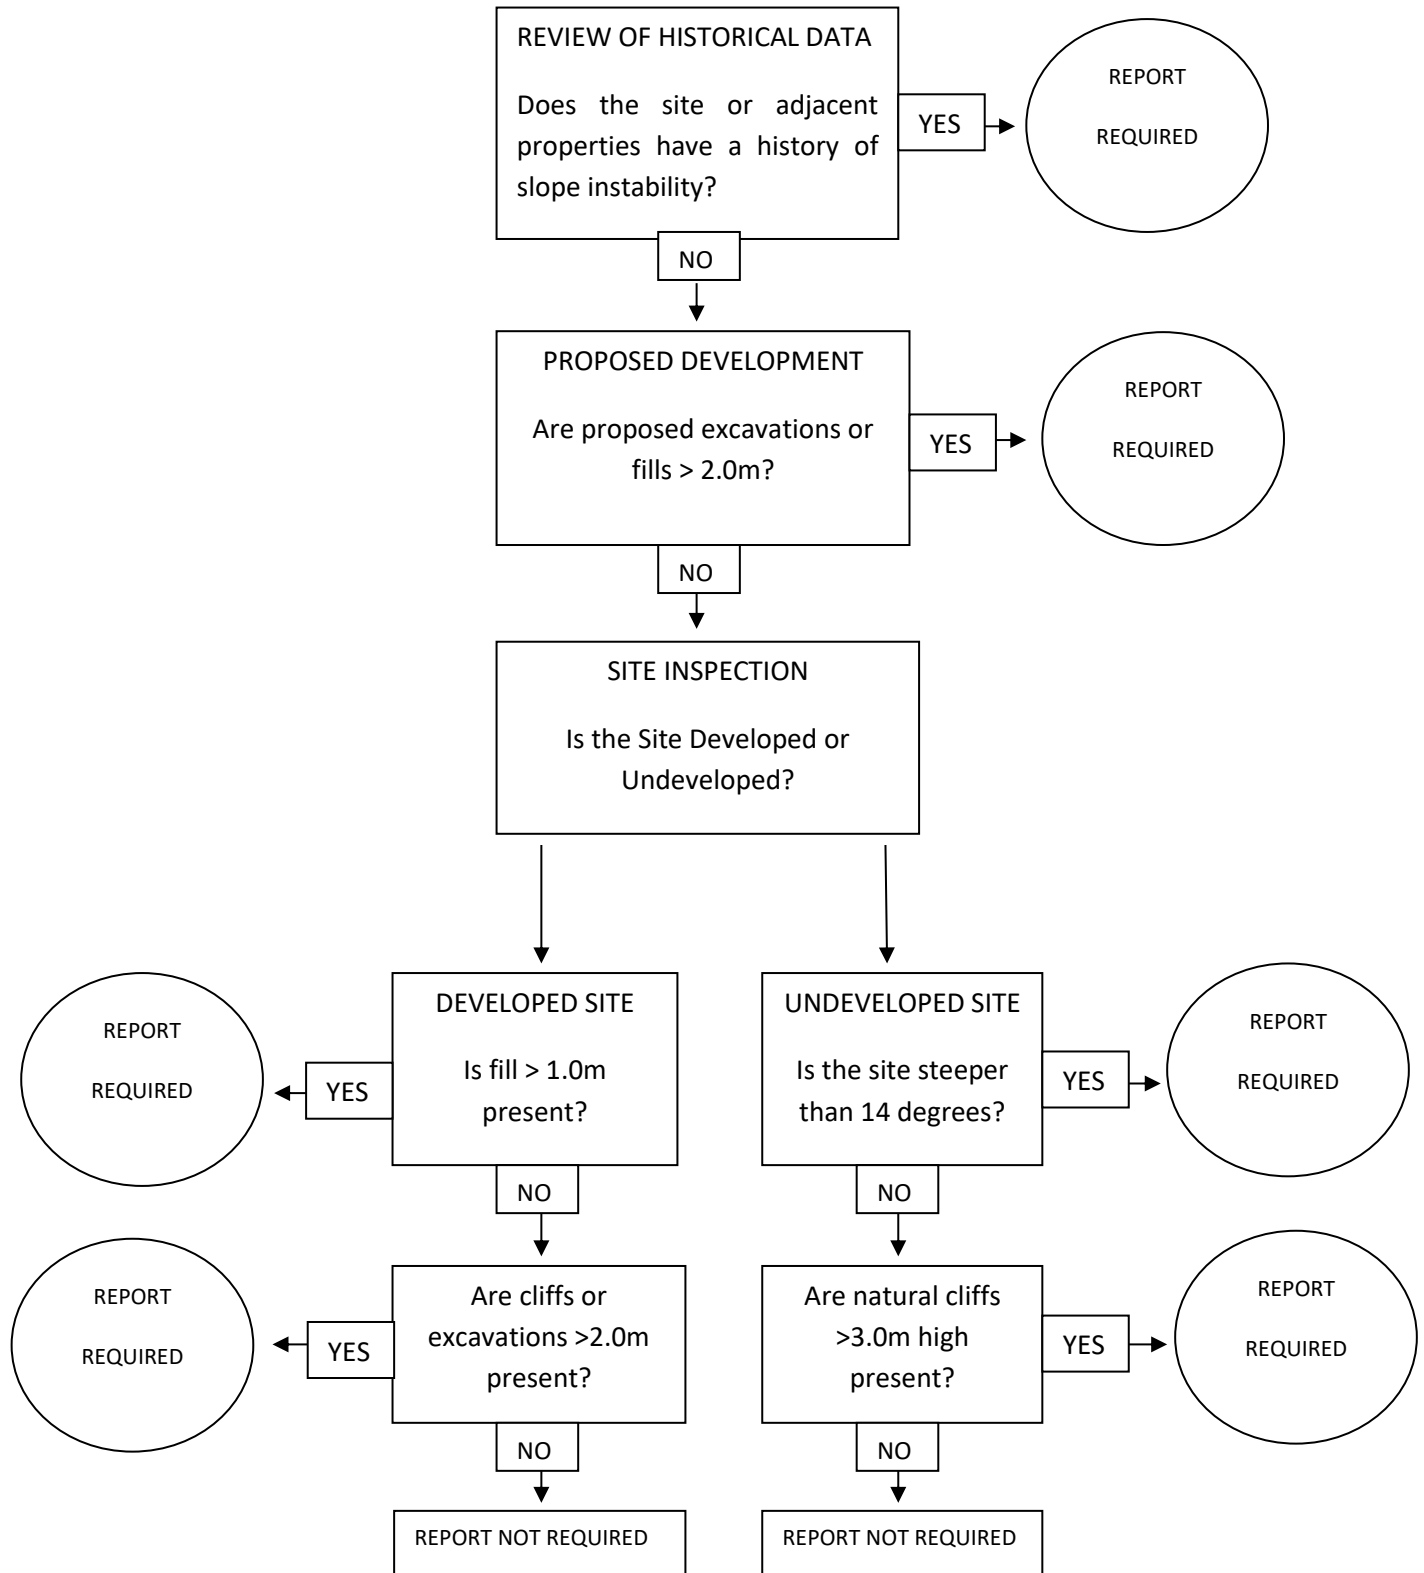 REVIEW OF HISTORICAL DATA
Does the site or adjacent
properties have a history of
slope instability?
YES
REPORT
REQUIRED
NO
PROPOSED DEVELOPMENT
Are proposed excavations or
fills > 2.0m?
YES
REPORT
REQUIRED
NO
SITE INSPECTION
Is the Site Developed or
Undeveloped?
DEVELOPED SITE
Is fill > 1.0m
present?
YES
REPORT
REQUIRED
NO
Are cliffs or
excavations >2.0m
present?
YES
REPORT
REQUIRED
NO
REPORT NOT REQUIRED
UNDEVELOPED SITE
Is the site steeper
than 14 degrees?
YES
REPORT
REQUIRED
NO
Are natural cliffs
>3.0m high
present?
YES
REPORT
REQUIRED
NO
REPORT NOT REQUIRED